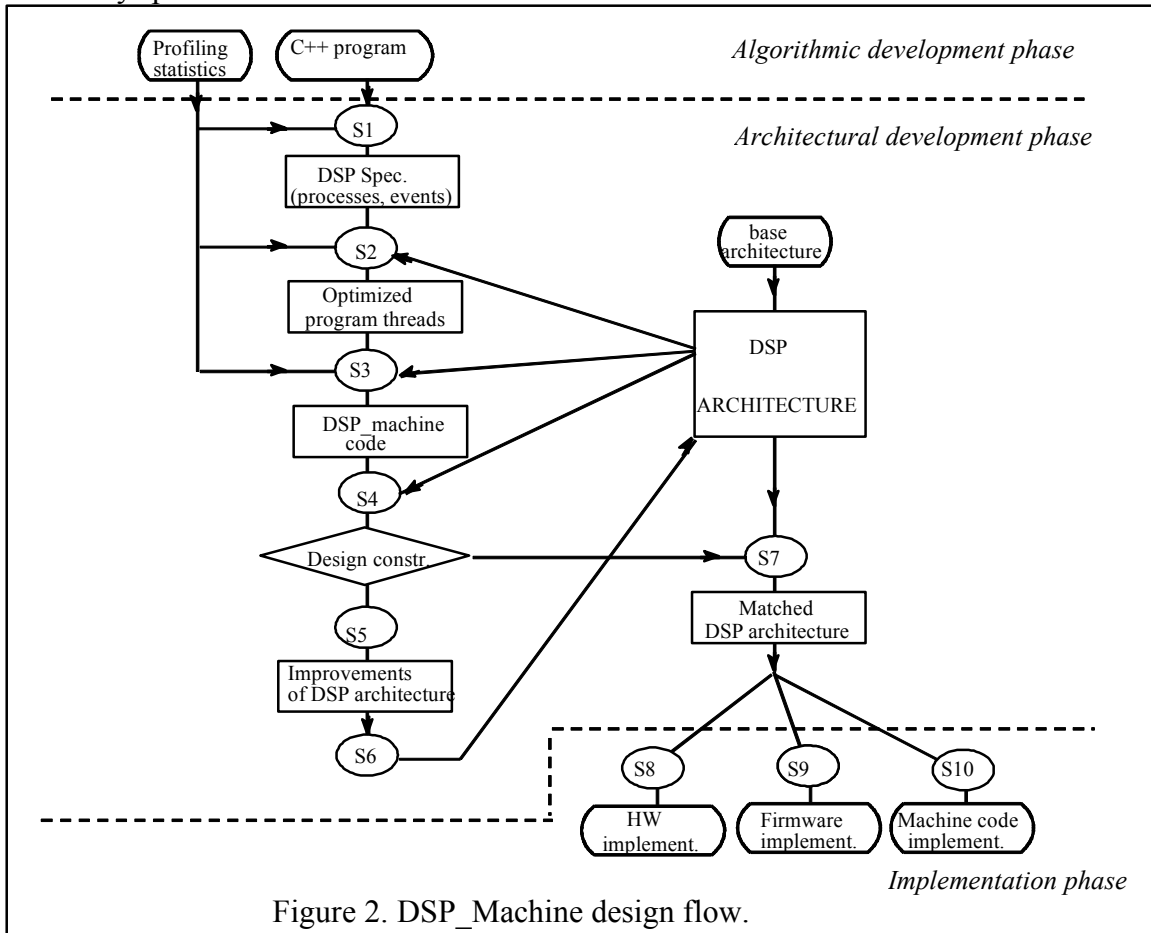 Profiling
statistics
C++ program
Algorithmic development phase
S1
Architectural development phase
DSP Spec.
(processes, events)
S2
base
architecture
Optimized
program threads
DSP
ARCHITECTURE
S3
DSP_machine
code
S4
Design constr.
S7
S5
Matched
DSP architecture
Improvements
of DSP architecture
S6
S8
S9
S10
HW
implement.
Firmware
implement.
Machine code
implement.
Implementation phase
Figure 2. DSP_Machine design flow.